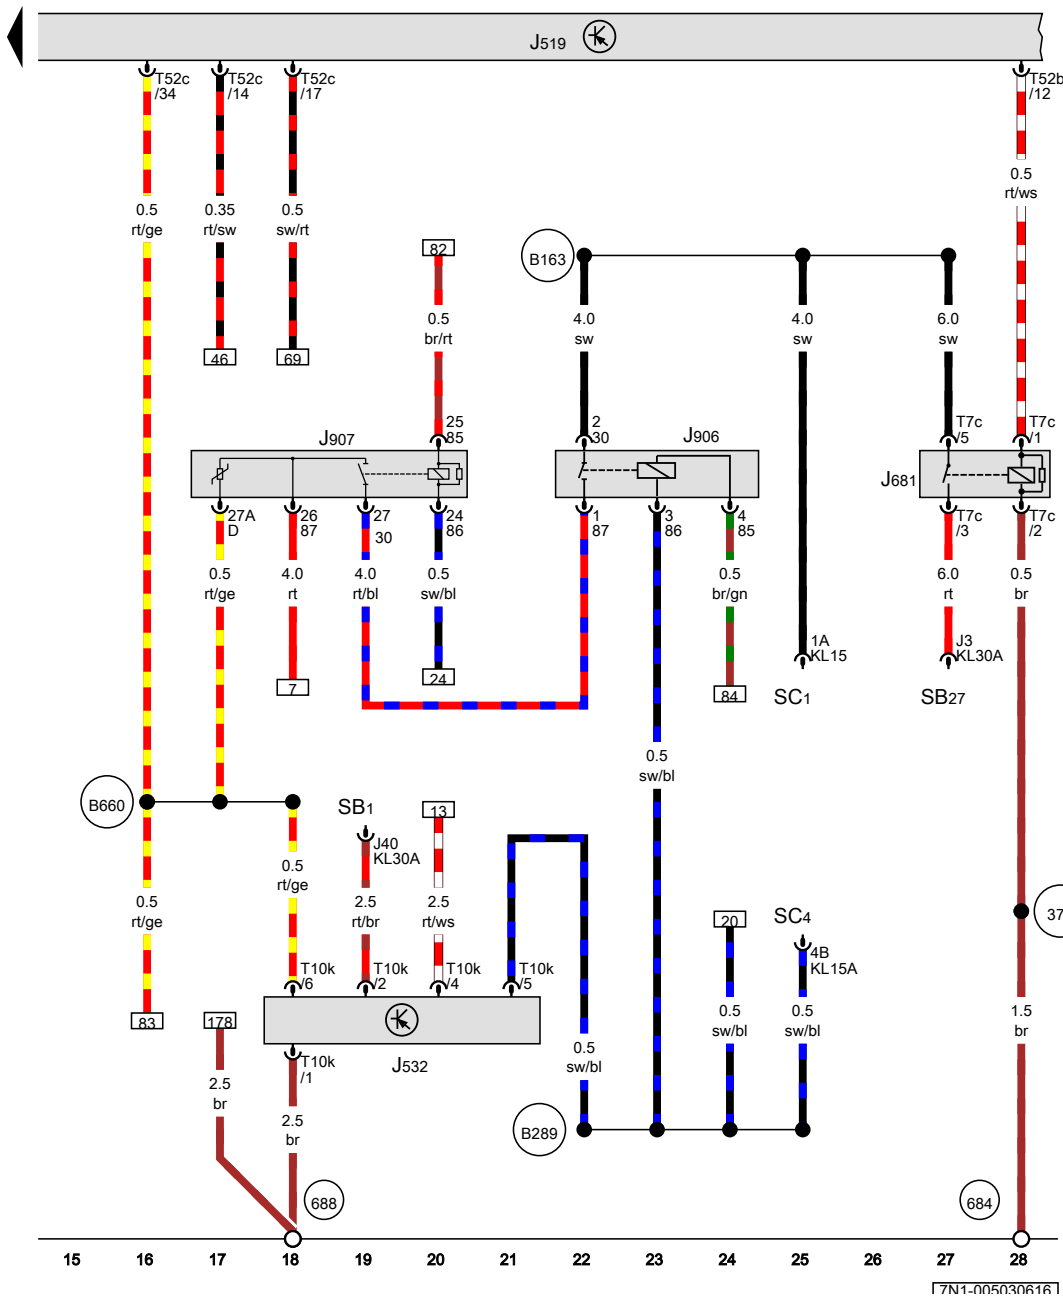 J519
T52c
/34
T52c
/14
T52c
/17
T52b
/12
0.5
rt/ge
0.35
rt/sw
0.5
sw/rt
0.5
rt/ws
82
B163
0.5
br/rt
4.0
sw
4.0
sw
6.0
sw
46
69
J907
25
85
2
30
J906
T7c
/5
T7c
/1
J681
27A
D
26
87
27
30
24
86
1
87
3
86
4
85
T7c
/3
T7c
/2
0.5
rt/ge
4.0
rt
4.0
rt/bl
0.5
sw/bl
0.5
br/gn
6.0
rt
0.5
br
1A
KL15
J3
KL30A
7
24
84
SC1
SB27
0.5
sw/bl
B660
SB1
13
J40
KL30A
0.5
rt/ge
0.5
rt/ge
2.5
rt/br
2.5
rt/ws
20
SC4
37
4B
KL15A
T10k
/6
T10k
/2
T10k
/4
T10k
/5
83
178
0.5
sw/bl
0.5
sw/bl
1.5
br
J532
T10k
/1
0.5
sw/bl
2.5
br
2.5
br
B289
688
684
15 16 17 18 19 20 21 22 23 24 25 26 27 28
7N1-005030616